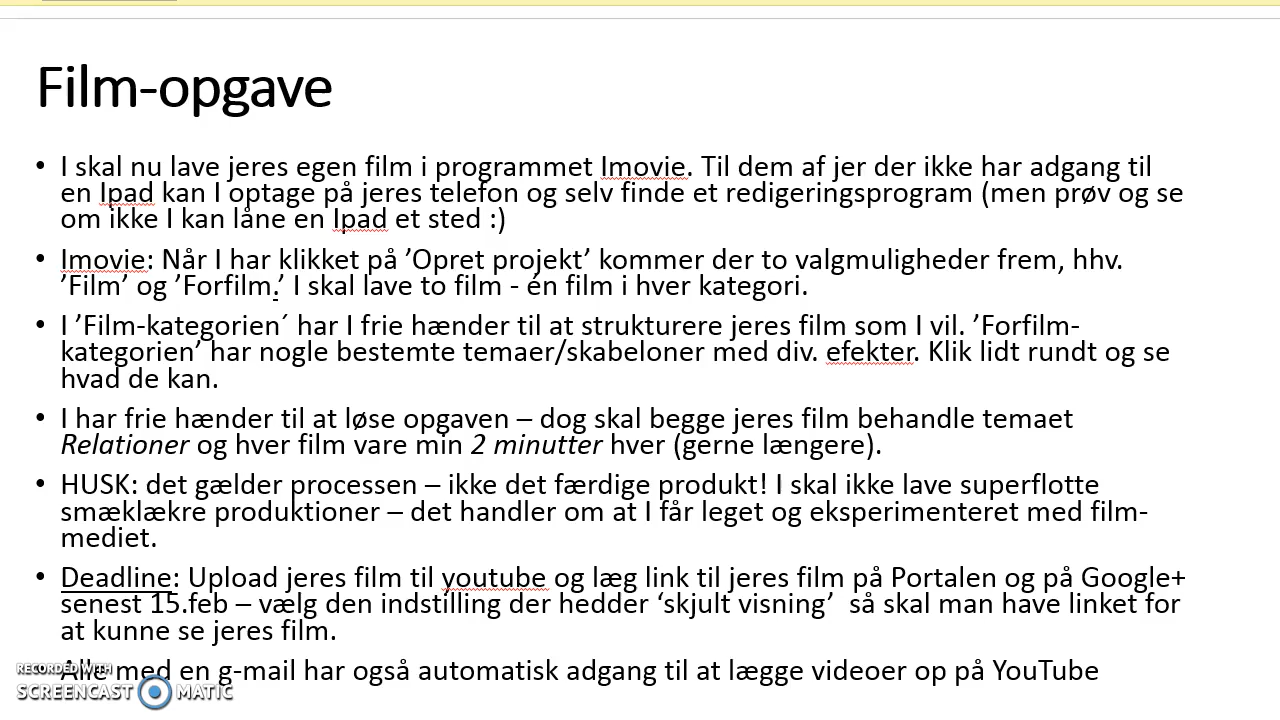 Film-opgave
• I skal nu lave jeres egen film i programmet Imovie. Til dem af jer der ikke har adgang til
en Ipad kan I optage på jeres telefon og selv finde et redigeringsprogram (men prøv og se
om ikke I kan låne en Ipad et sted :)
• Imovie: Når I har klikket på ’Opret projekt’ kommer der to valgmuligheder frem, hhv.
’Film’ og ’Forfilm.’ I skal lave to film - én film i hver kategori.
• I ’Film-kategorien´ har I frie hænder til at strukturere jeres film som I vil. ’Forfilm-
kategorien’ har nogle bestemte temaer/skabeloner med div. efekter. Klik lidt rundt og se
hvad de kan.
• I har frie hænder til at løse opgaven – dog skal begge jeres film behandle temaet
Relationer og hver film vare min 2 minutter hver (gerne længere).
• HUSK: det gælder processen – ikke det færdige produkt! I skal ikke lave superflotte
smæklækre produktioner – det handler om at I får leget og eksperimenteret med film-
mediet.
• Deadline: Upload jeres film til youtube og læg link til jeres film på Portalen og på Google+
senest 15.feb – vælg den indstilling der hedder ‘skjult visning’  så skal man have linket for
at kunne se jeres film.
Alle med en g-mail har også automatisk adgang til at lægge videoer op på YouTube
RECORDED WITH
SCREENCAST MATIC